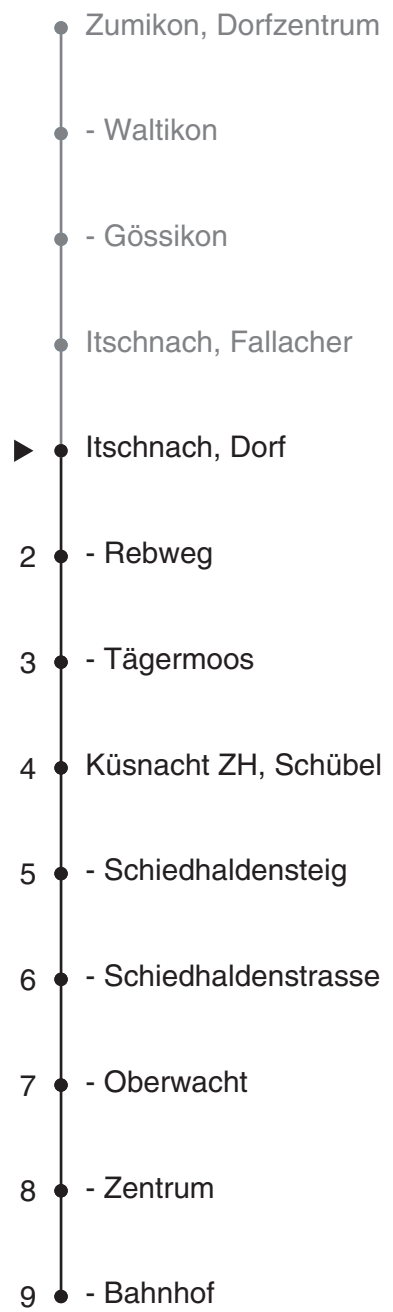 Zumikon, Dorfzentrum
- Waltikon
- Gössikon
Itschnach, Fallacher
Itschnach, Dorf
2 - Rebweg
3 - Tägermoos
4 Küsnacht ZH, Schübel
5 - Schiedhaldensteig
6 - Schiedhaldenstrasse
7 - Oberwacht
8 - Zentrum
9 - Bahnhof